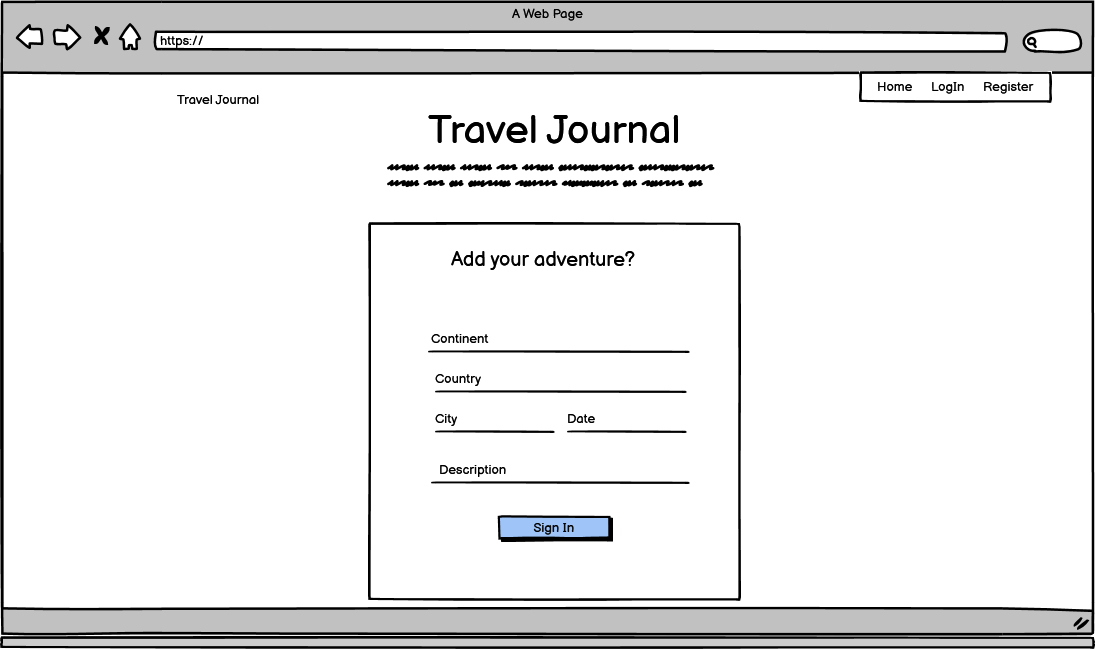 A Web Page
https://
Home LogIn Register
Travel Journal
Travel Journal
Add your adventure?
Continent
Country
City Date
Description
Sign In